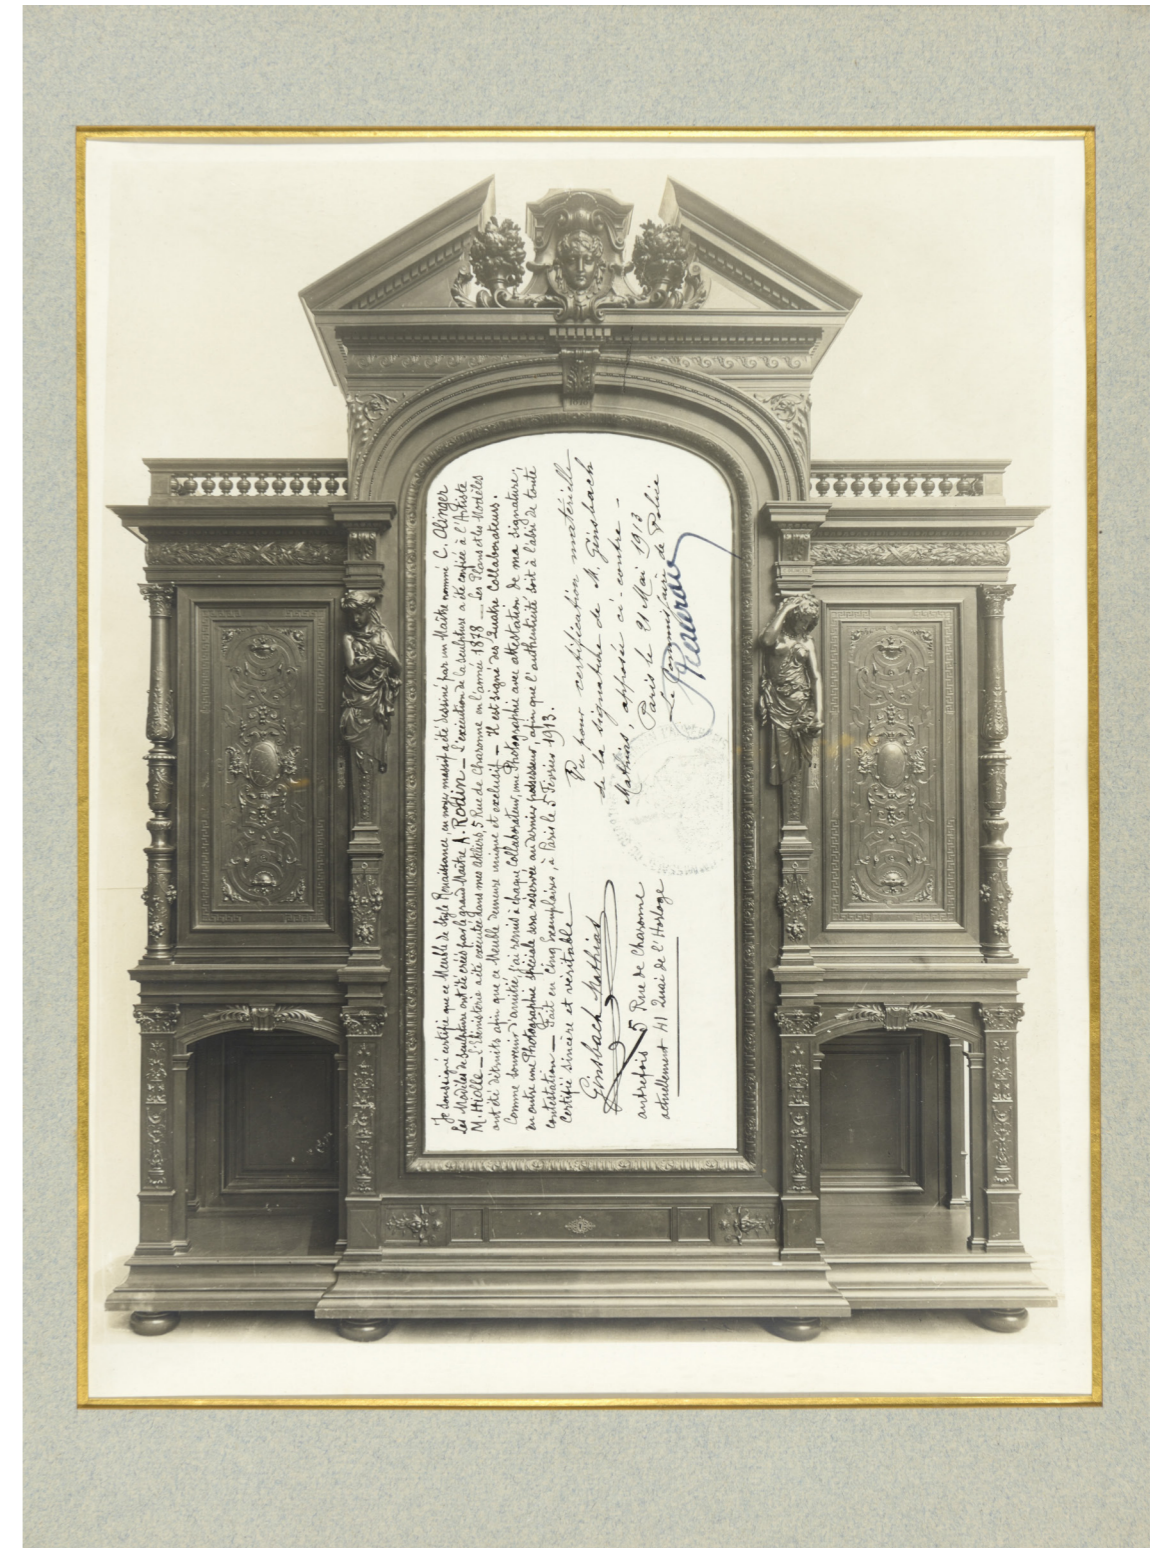 Je soussigné certifie que ce Meuble de Style Renaissance en noyer massif a été dessiné par un Maître nommé C. Alinger
Les Modèles de sculpture ont été créés par le grand Maître A. Rodin — L'exécution de la sculpture a été confiée à l'Artiste
M. Hiolle — L'ébénisterie a été executée dans mes Ateliers, 5 Rue de Charonne en l'année 1878 — Les Plans et les Modèles
ont été détruits afin que ce Meuble demeure unique et exclusif — Il est signé des Quatre Collaborateurs.
Comme souvenir d'amitié, j'ai remis à chaque Collaborateur, une Photographie avec attestation de ma signature;
en outre une Photographie spéciale sera réservée au dernier possesseur, afin que l'authenticité soit à l'abri de toute
contestation — Fait en cinq exemplaires, à Paris le 5 Fevrier 1913.
Certifié sincère et véritable
Gensbach Mathias
autrefois 5 Rue de Charonne
actuellement 41 Quai de l'Horloge
Vu pour certification matérielle
de la signature de M. Gensbach
Mathias, apposée ci-contre -
Paris le 21 Mai 1913
Le Commissaire de Police